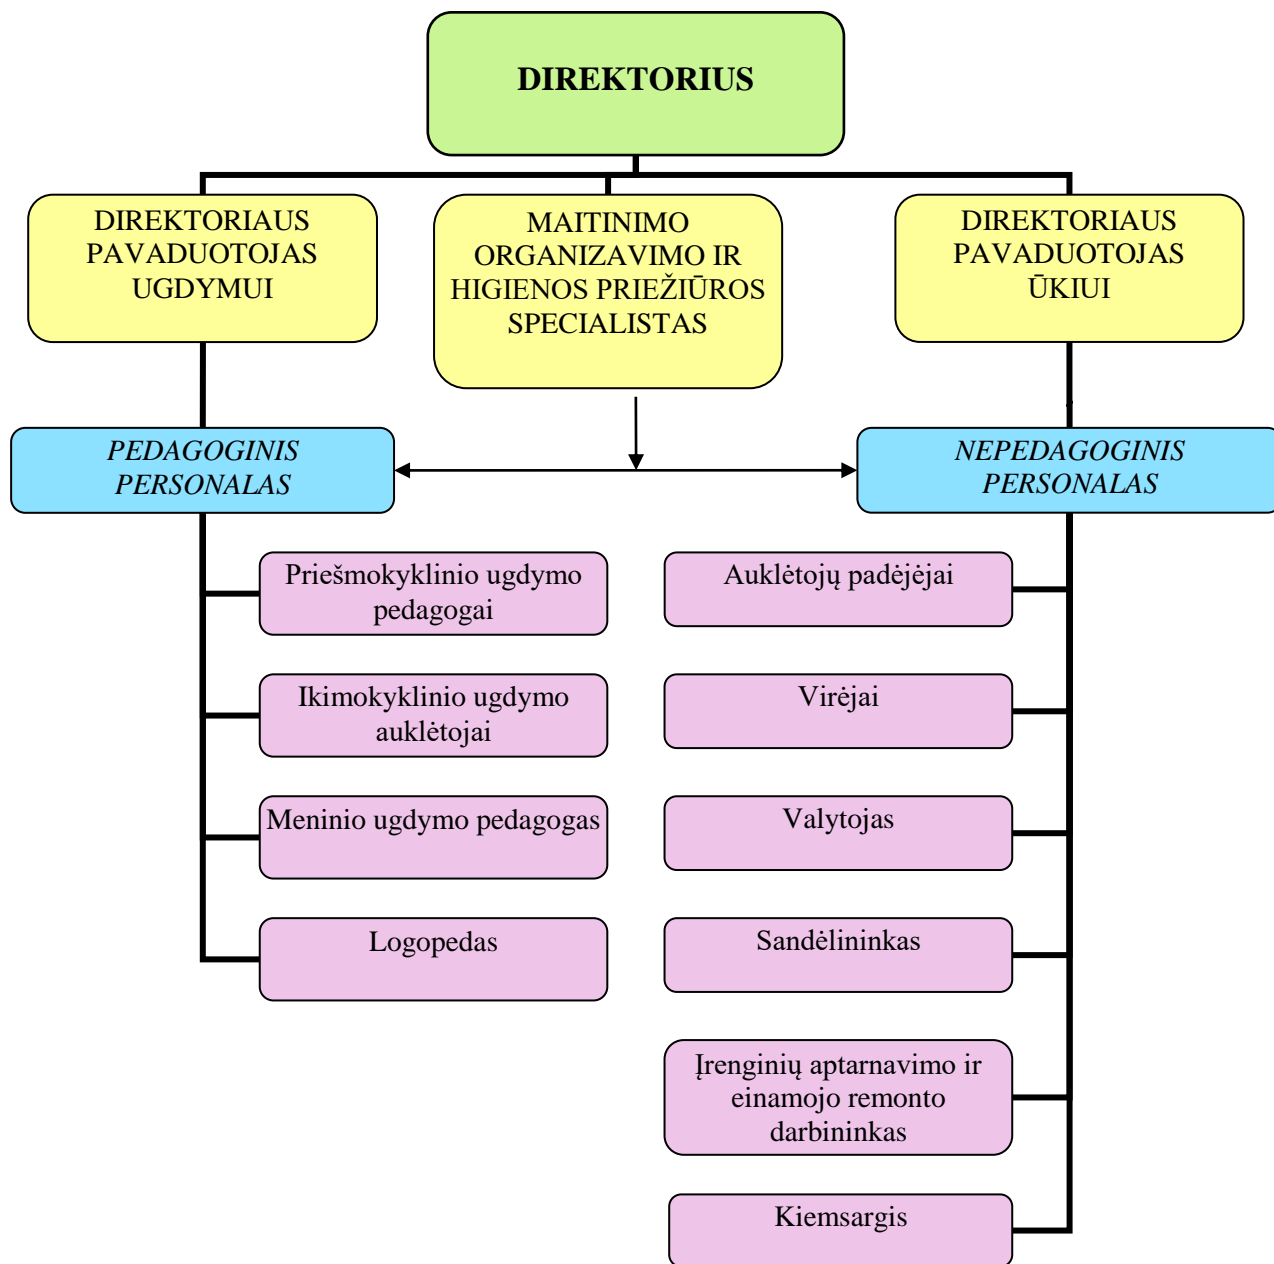 DIREKTORIUS
DIREKTORIAUS
PAVADUOTOJAS
UGDYMUI
MAITINIMO
ORGANIZAVIMO IR
HIGIENOS PRIEŽIŪROS
SPECIALISTAS
DIREKTORIAUS
PAVADUOTOJAS
ŪKIUI
PEDAGOGINIS
PERSONALAS
NEPEDAGOGINIS
PERSONALAS
Priešmokyklinio ugdymo
pedagogai
Ikimokyklinio ugdymo
auklėtojai
Meninio ugdymo pedagogas
Logopedas
Auklėtojų padėjėjai
Virėjai
Valytojas
Sandėlininkas
Įrenginių aptarnavimo ir
einamojo remonto
darbininkas
Kiemsargis